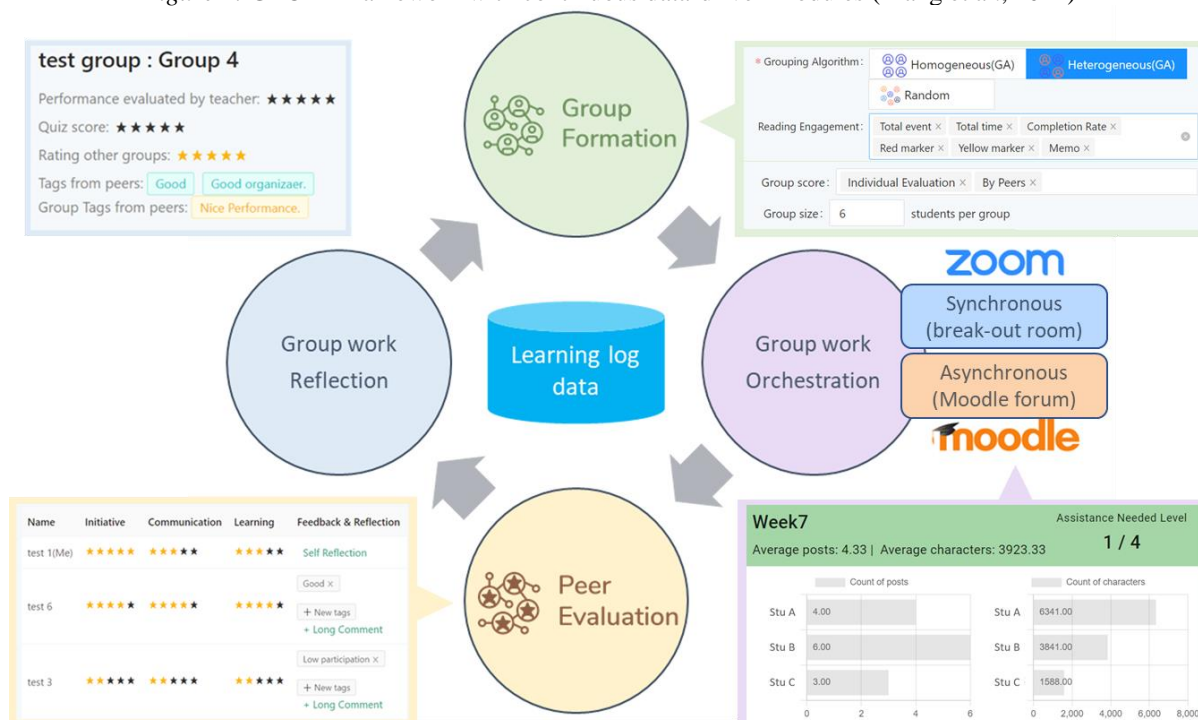 test group : Group 4
Performance evaluated by teacher: ★★★★★
Quiz score: ★★★★★
Rating other groups: ★★★★★
Tags from peers: Good Good organizaer.
Group Tags from peers: Nice Performance.
Group
Formation
* Grouping Algorithm: Homogeneous(GA) Heterogeneous(GA)
Random
Reading Engagement: Total event × Total time × Completion Rate ×
Red marker × Yellow marker × Memo ×
Group score: Individual Evaluation × By Peers ×
Group size: 6 students per group
Group work
Reflection
Learning log
data
Group work
Orchestration
zoom
Synchronous
(break-out room)
Asynchronous
(Moodle forum)
moodle
Name Initiative Communication Learning Feedback & Reflection
test 1(Me) ★★★★★ ★★★★★ ★★★★★ Self Reflection
Good ×
test 6 ★★★★★ ★★★★★ ★★★★★
+ New tags
+ Long Comment
Low participation ×
test 3 ★★★★★ ★★★★★ ★★★★★
+ New tags
+ Long Comment
Peer
Evaluation
Week7 Assistance Needed Level
Average posts: 4.33 | Average characters: 3923.33 1 / 4
Count of posts
Stu A 4.00
Stu B 6.00
Stu C 3.00
0 2 4 6
Count of characters
Stu A 6341.00
Stu B 3841.00
Stu C 1588.00
0 2,000 4,000 6,000 8,000